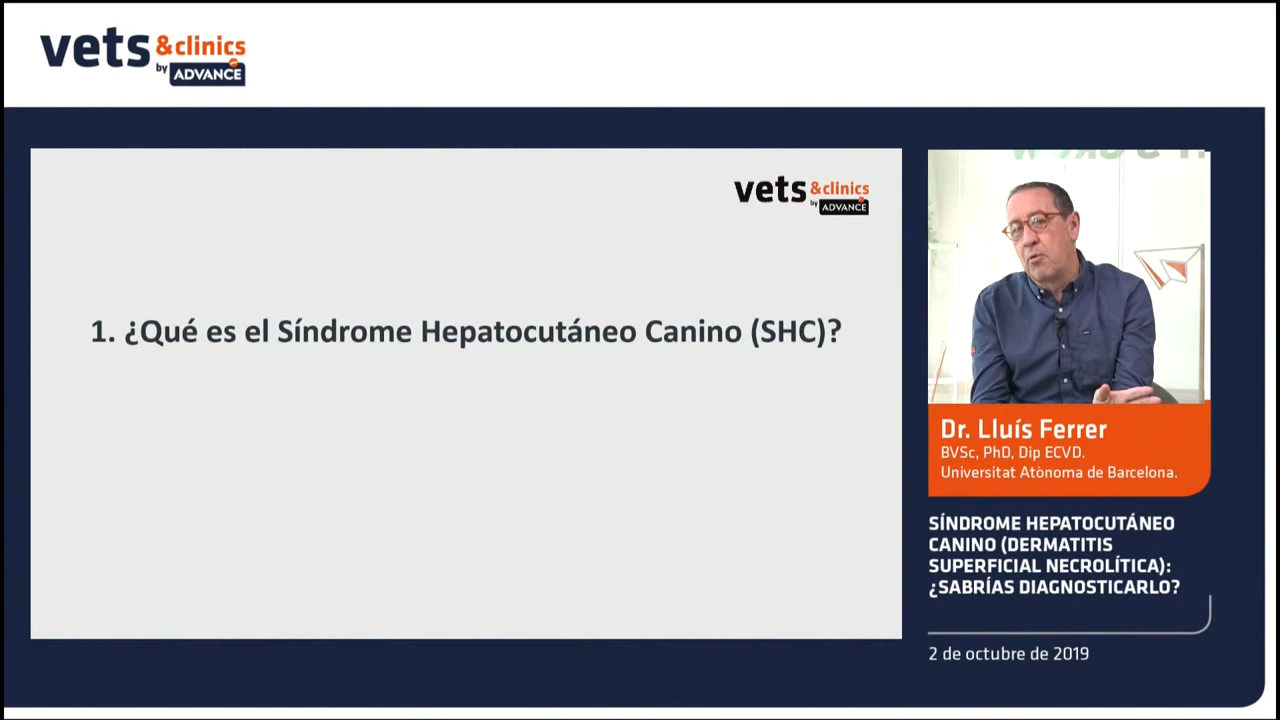 vets &clinics
by ADVANCE
vets &clinics
by ADVANCE
1. ¿Qué es el Síndrome Hepatocutáneo Canino (SHC)?
Dr. Lluís Ferrer
BVSc, PhD, Dip ECVD.
Universitat Atònoma de Barcelona.
SÍNDROME HEPATOCUTÁNEO
CANINO (DERMATITIS
SUPERFICIAL NECROLÍTICA):
¿SABRÍAS DIAGNOSTICARLO?
2 de octubre de 2019